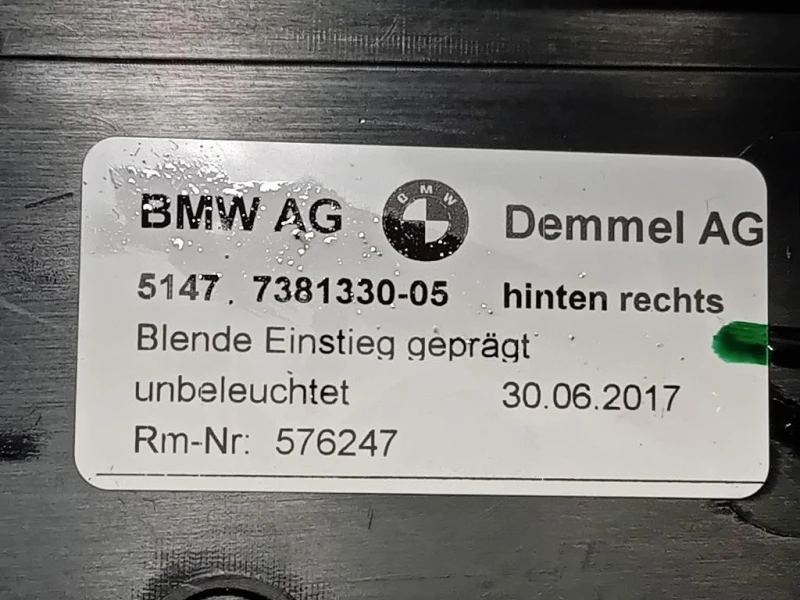 BMW AG BMW Demmel AG
5147. 7381330-05 hinten rechts
Blende Einstieg geprägt
unbeleuchtet 30.06.2017
Rm-Nr: 576247